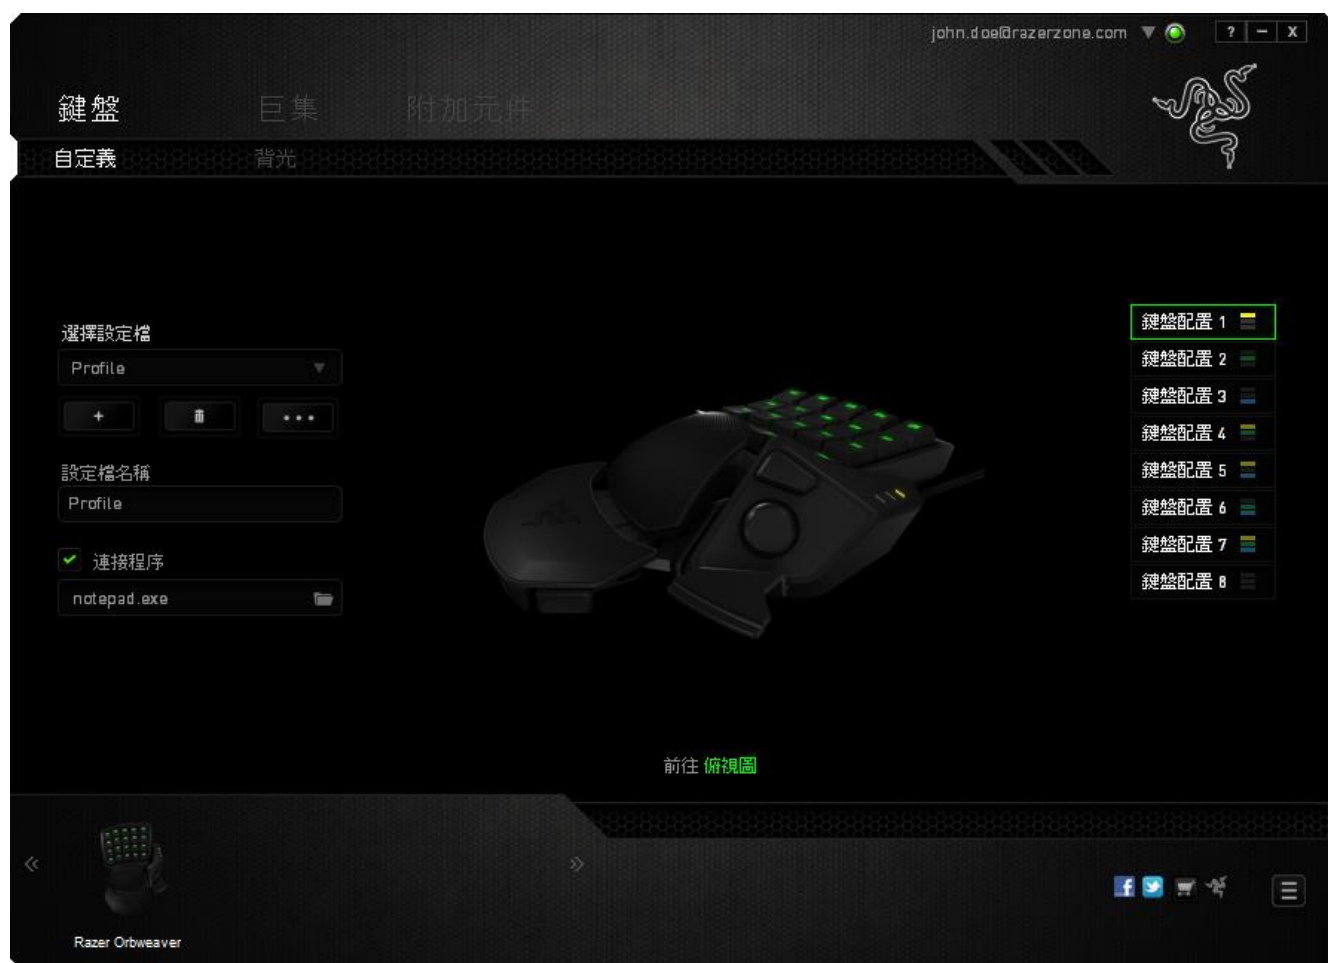 john.doe@razerzone.com
? — X
鍵盤 巨集 附加元件
自定義 背光
選擇設定檔
Profile
+
設定檔名稱
Profile
連接程序
notepad.exe
鍵盤配置 1
鍵盤配置 2
鍵盤配置 3
鍵盤配置 4
鍵盤配置 5
鍵盤配置 6
鍵盤配置 7
鍵盤配置 8
前往 俯視圖
Razer Orbweaver